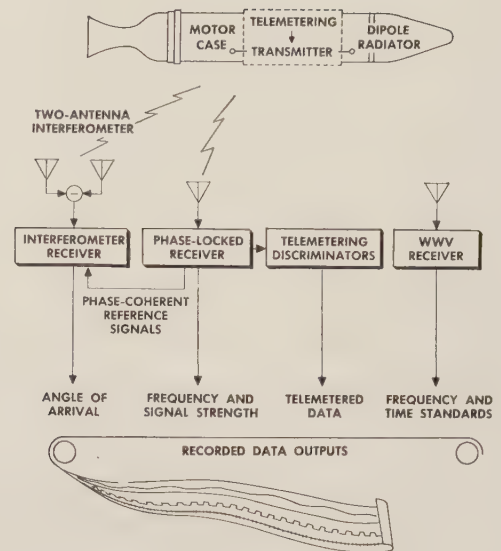 MOTOR
CASE
TELEMETERING
TRANSMITTER
DIPOLE
RADIATOR
TWO-ANTENNA
INTERFEROMETER
INTERFEROMETER
RECEIVER
PHASE-LOCKED
RECEIVER
TELEMETERING
DISCRIMINATORS
WWV
RECEIVER
PHASE-COHERENT
REFERENCE
SIGNALS
ANGLE OF
ARRIVAL
FREQUENCY AND
SIGNAL STRENGTH
TELEMETERED
DATA
FREQUENCY AND
TIME STANDARDS
RECORDED DATA OUTPUTS